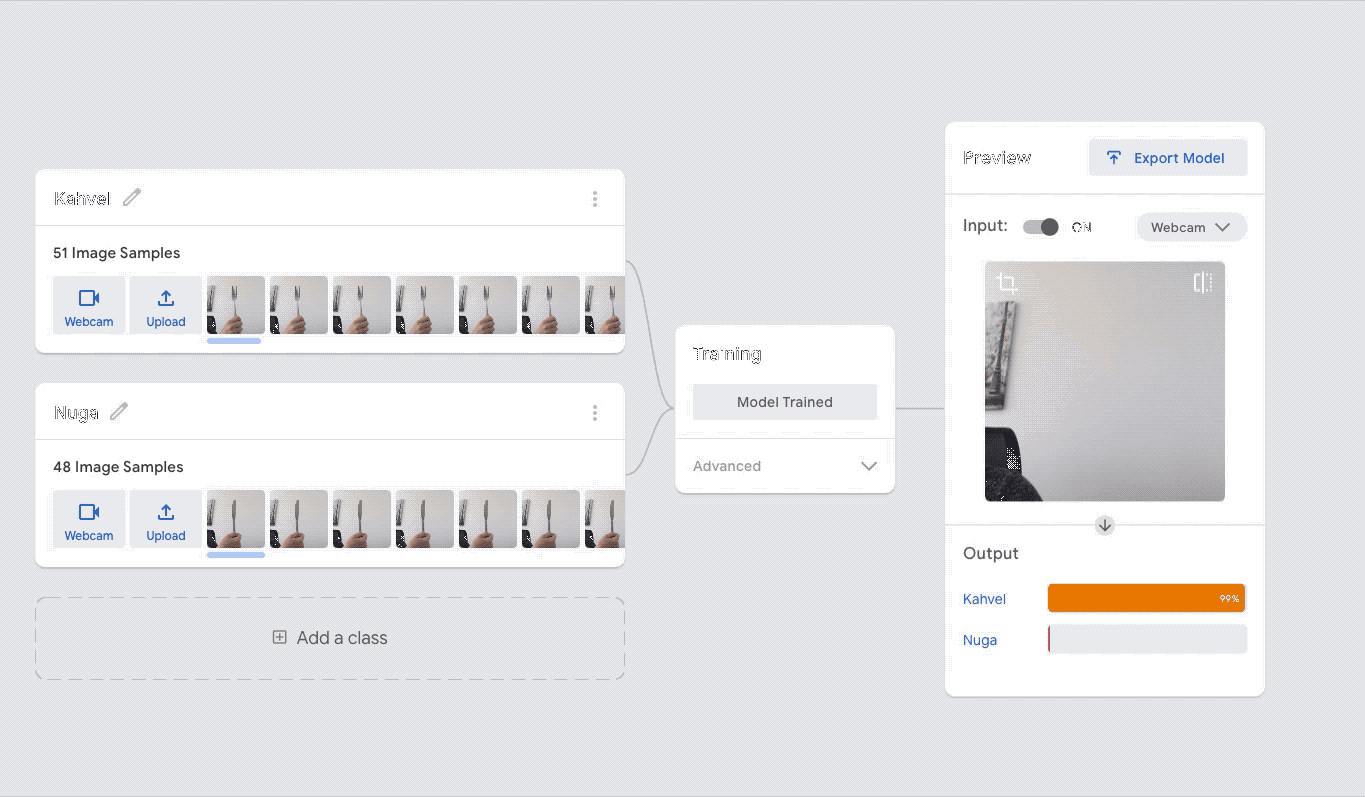 Kahvel
51 Image Samples
Webcam
Upload
Nuga
48 Image Samples
Webcam
Upload
Add a class
Training
Model Trained
Advanced
Preview
Export Model
Input:
ON
Webcam
Output
Kahvel
99%
Nuga